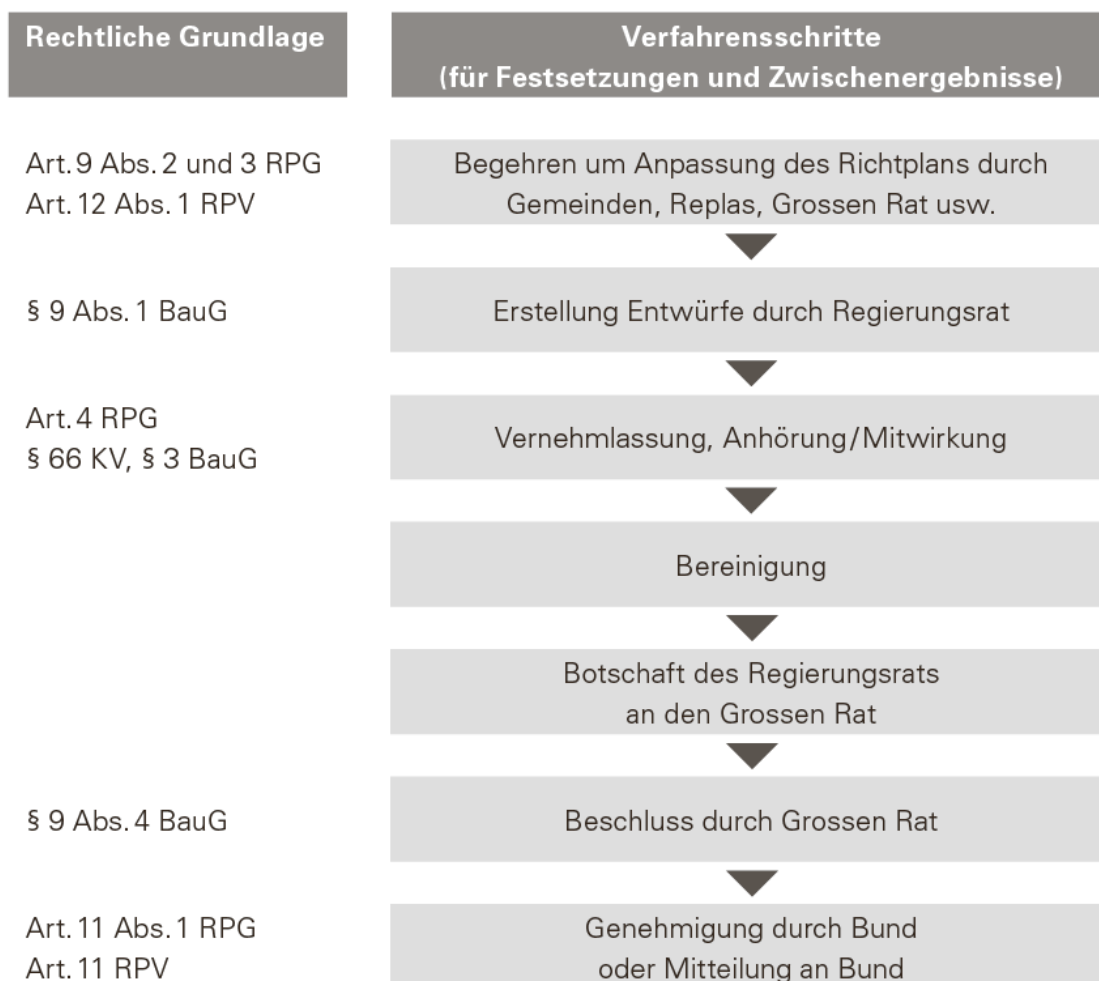 Rechtliche Grundlage
Verfahrensschritte
(für Festsetzungen und Zwischenergebnisse)
Art. 9 Abs. 2 und 3 RPG
Art. 12 Abs. 1 RPV
Begehren um Anpassung des Richtplans durch
Gemeinden, Replas, Grossen Rat usw.
§ 9 Abs. 1 BauG
Erstellung Entwürfe durch Regierungsrat
Art. 4 RPG
§ 66 KV, § 3 BauG
Vernehmlassung, Anhörung/Mitwirkung
Bereinigung
Botschaft des Regierungsrats
an den Grossen Rat
§ 9 Abs. 4 BauG
Beschluss durch Grossen Rat
Art. 11 Abs. 1 RPG
Art. 11 RPV
Genehmigung durch Bund
oder Mitteilung an Bund